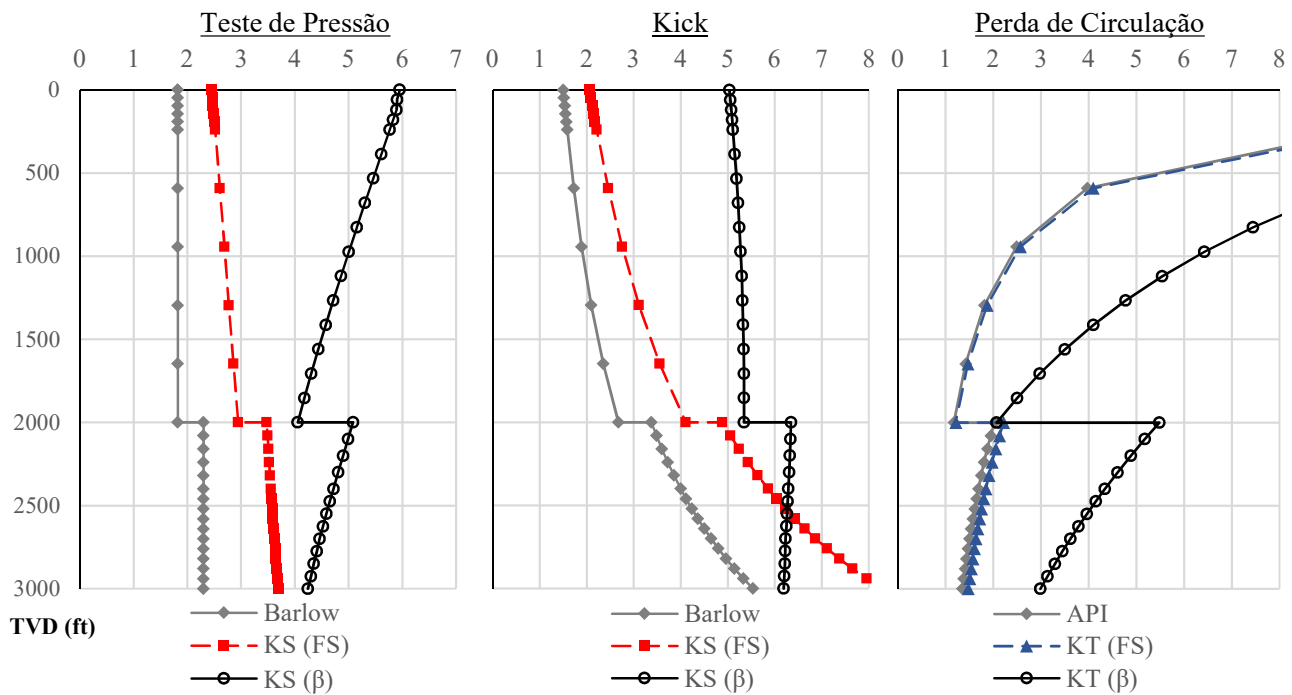 Teste de Pressão Kick Perda de Circulação
0 1 2 3 4 5 6 7 0 1 2 3 4 5 6 7 8 0 1 2 3 4 5 6 7 8
0
500
1000
1500
2000
2500
3000
TVD (ft)
Barlow
KS (FS)
KS (β)
Barlow
KS (FS)
KS (β)
API
KT (FS)
KT (β)